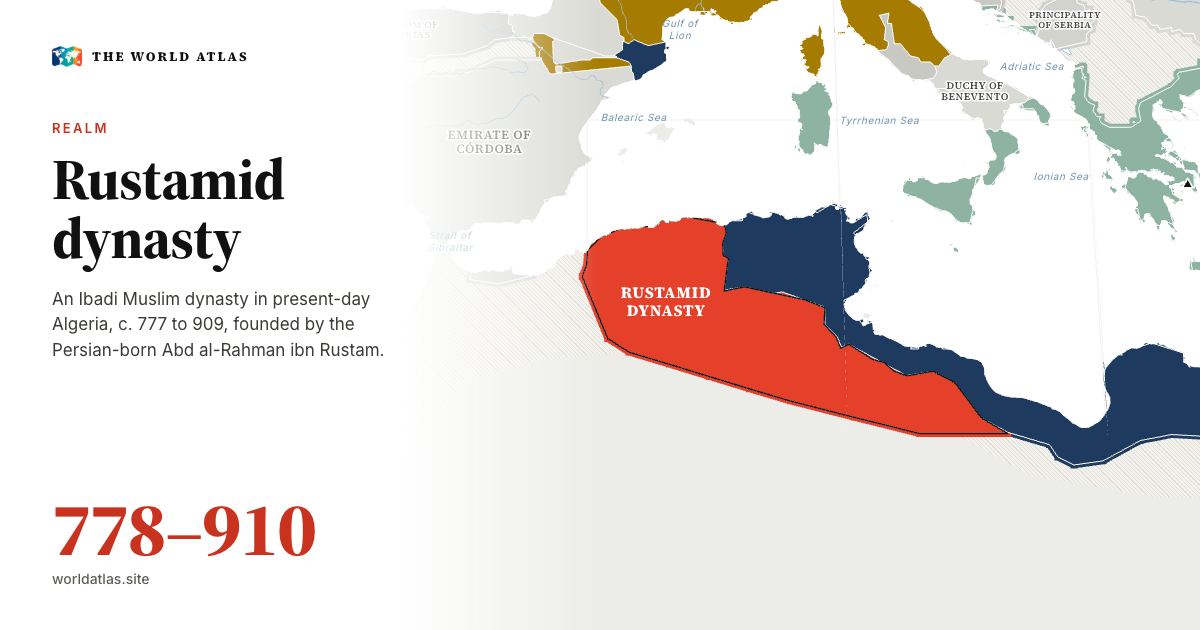 THE WORLD ATLAS
REALM
Rustamid
dynasty
An Ibadi Muslim dynasty in present-day
Algeria, c. 777 to 909, founded by the
Persian-born Abd al-Rahman ibn Rustam.
778–910
worldatlas.site
Gulf of
Lion
PRINCIPALITY
OF SERBIA
Adriatic Sea
DUCHY OF
BENEVENTO
Balearic Sea
Tyrrhenian Sea
EMIRATE OF
CÓRDOBA
Ionian Sea
Strait of
Gibraltar
RUSTAMID
DYNASTY